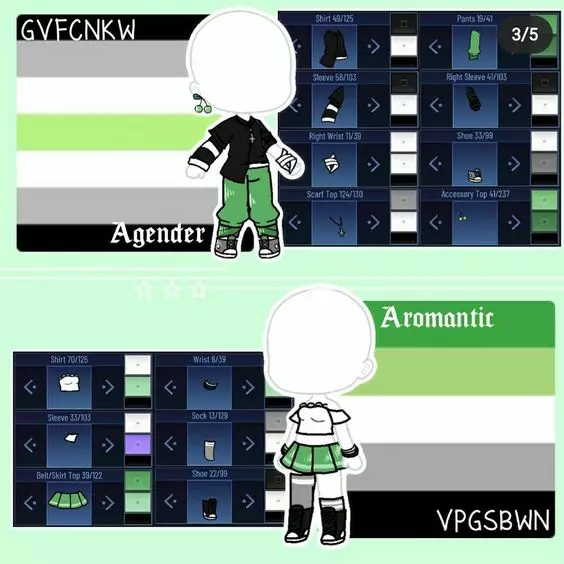 GVFCNKW
Shirt 40/125
Pants 19/41
3/5
Sleeve 58/103
Right Sleeve 41/103
Right Wrist 11/39
Shoe 33/99
Scarf Top 124/130
Accessory Top 41/237
Agender
Aromantic
Shirt 70/125
Wrist 6/39
Sleeve 33/103
Sock 13/129
Belt/Skirt Top 39/122
Shoe 22/99
VPGSBWN